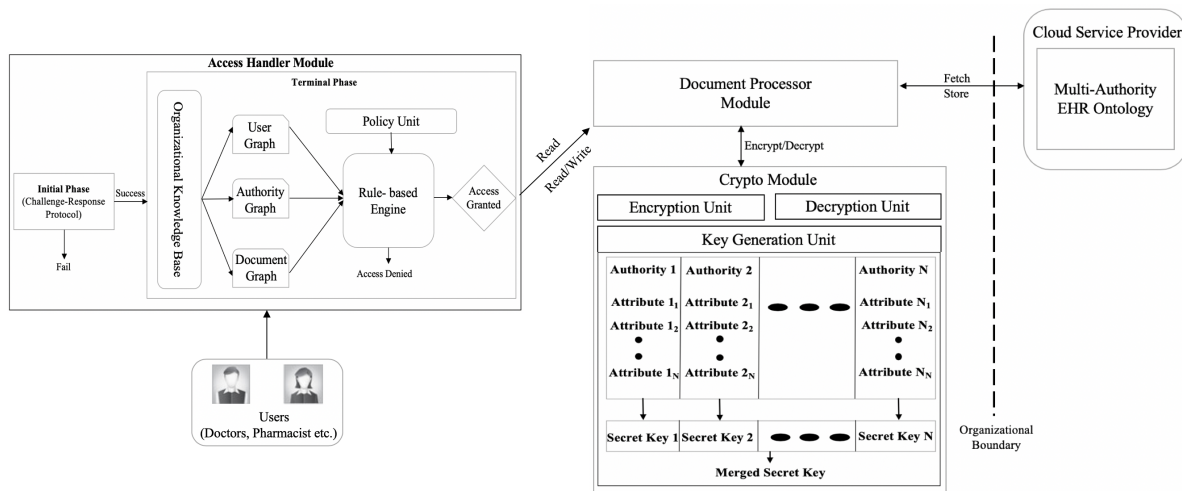 Access Handler Module
Terminal Phase
Organizational Knowledge Base
User
Graph
Authority
Graph
Document
Graph
Policy Unit
Rule- based
Engine
Access
Granted
Access Denied
Initial Phase
(Challenge-Response
Protocol)
Success
Fail
Users
(Doctors, Pharmacist etc.)
Read
Read/Write
Document Processor
Module
Encrypt/Decrypt
Crypto Module
Encryption Unit
Decryption Unit
Key Generation Unit
Authority 1
Authority 2
Authority N
Attribute 1₁
Attribute 2₁
Attribute N₁
Attribute 1₂
Attribute 2₂
Attribute N₂
Attribute 1ₙ
Attribute 2ₙ
Attribute Nₙ
Secret Key 1
Secret Key 2
Secret Key N
Merged Secret Key
Fetch
Store
Organizational
Boundary
Cloud Service Provider
Multi-Authority
EHR Ontology